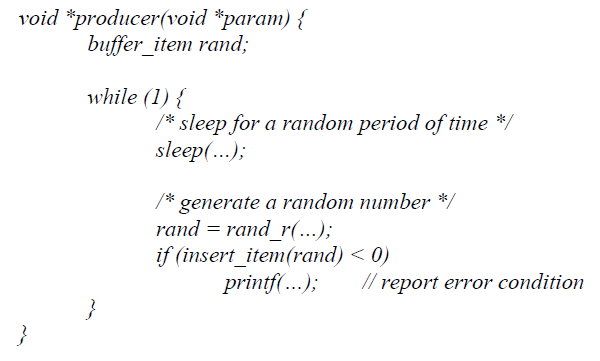 void *producer(void *param) {
buffer_item rand;
while (1) {
/* sleep for a random period of time */
sleep(...);
/* generate a random number */
rand = rand_r(...);
if (insert_item(rand) < 0)
printf(...); // report error condition
}
}